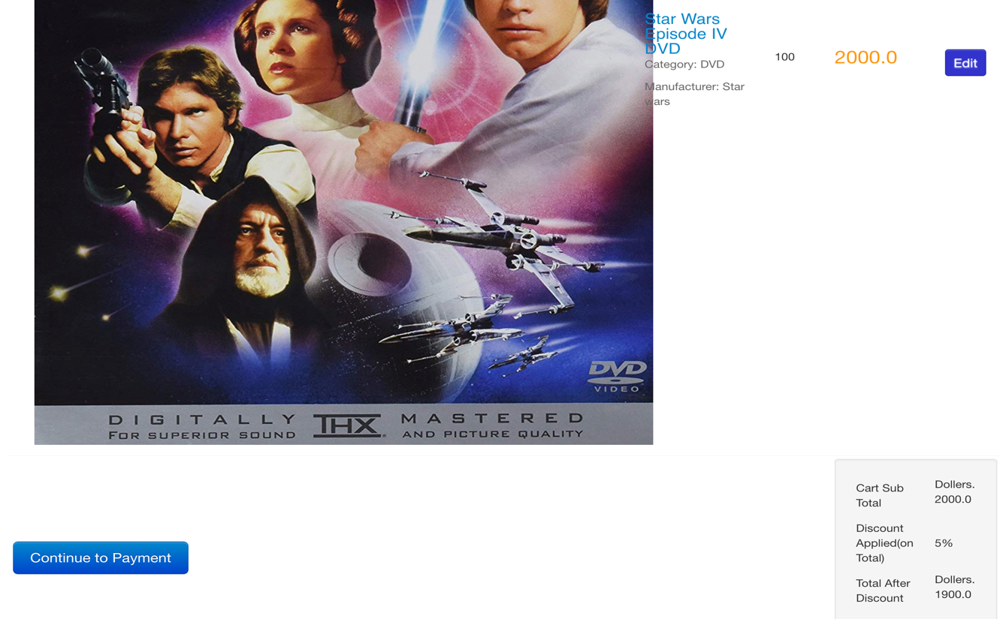 Star Wars
Episode IV
DVD
Category: DVD
Manufacturer: Star
wars
100
2000.0
Edit
DVD
VIDEO
DIGITALLY THX MASTERED
FOR SUPERIOR SOUND AND PICTURE QUALITY
Cart Sub
Total
Dollers.
2000.0
Discount
Applied(on
Total)
5%
Total After
Discount
Dollers.
1900.0
Continue to Payment